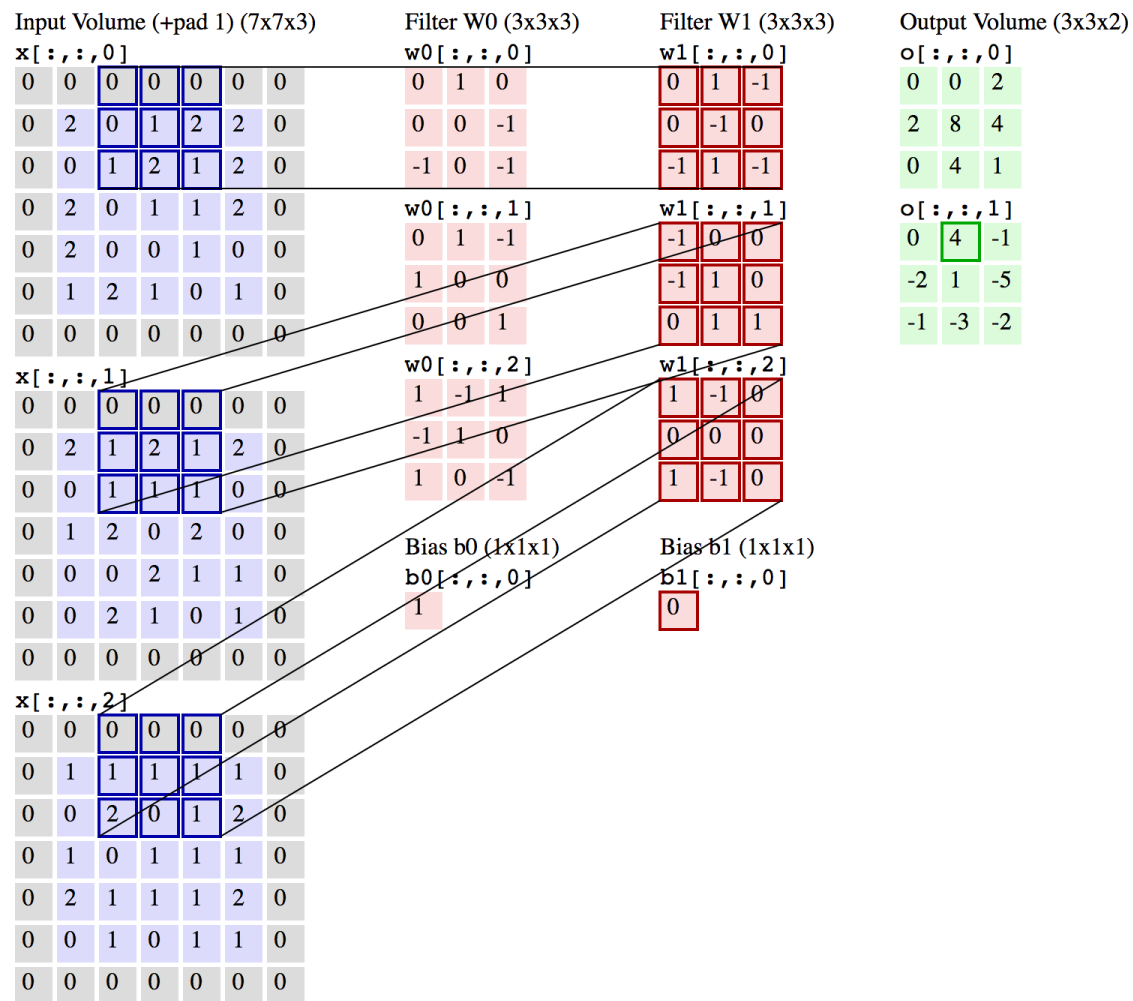 Input Volume (+pad 1) (7x7x3)
x[:,:,0]
0 0 0 0 0 0 0
0 2 0 1 2 2 0
0 0 1 2 1 2 0
0 2 0 1 1 2 0
0 2 0 0 1 0 0
0 1 2 1 0 1 0
0 0 0 0 0 0 0
x[:,:,1]
0 0 0 0 0 0 0
0 2 1 2 1 2 0
0 0 1 1 1 0 0
0 1 2 0 2 0 0
0 0 0 2 1 1 0
0 0 2 1 0 1 0
0 0 0 0 0 0 0
x[:,:,2]
0 0 0 0 0 0 0
0 1 1 1 1 1 0
0 0 2 0 1 2 0
0 1 0 1 1 1 0
0 2 1 1 1 2 0
0 0 1 0 1 1 0
0 0 0 0 0 0 0
Filter W0 (3x3x3)
w0[:,:,0]
0 1 0
0 0 -1
-1 0 -1
w0[:,:,1]
0 1 -1
1 0 0
0 0 1
w0[:,:,2]
1 -1 1
-1 1 0
1 0 -1
Bias b0 (1x1x1)
b0[:,:,0]
1
Filter W1 (3x3x3)
w1[:,:,0]
0 1 -1
0 -1 0
-1 1 -1
w1[:,:,1]
-1 0 0
-1 1 0
0 1 1
w1[:,:,2]
1 -1 0
0 0 0
1 -1 0
Bias b1 (1x1x1)
b1[:,:,0]
0
Output Volume (3x3x2)
o[:,:,0]
0 0 2
2 8 4
0 4 1
o[:,:,1]
0 4 -1
-2 1 -5
-1 -3 -2